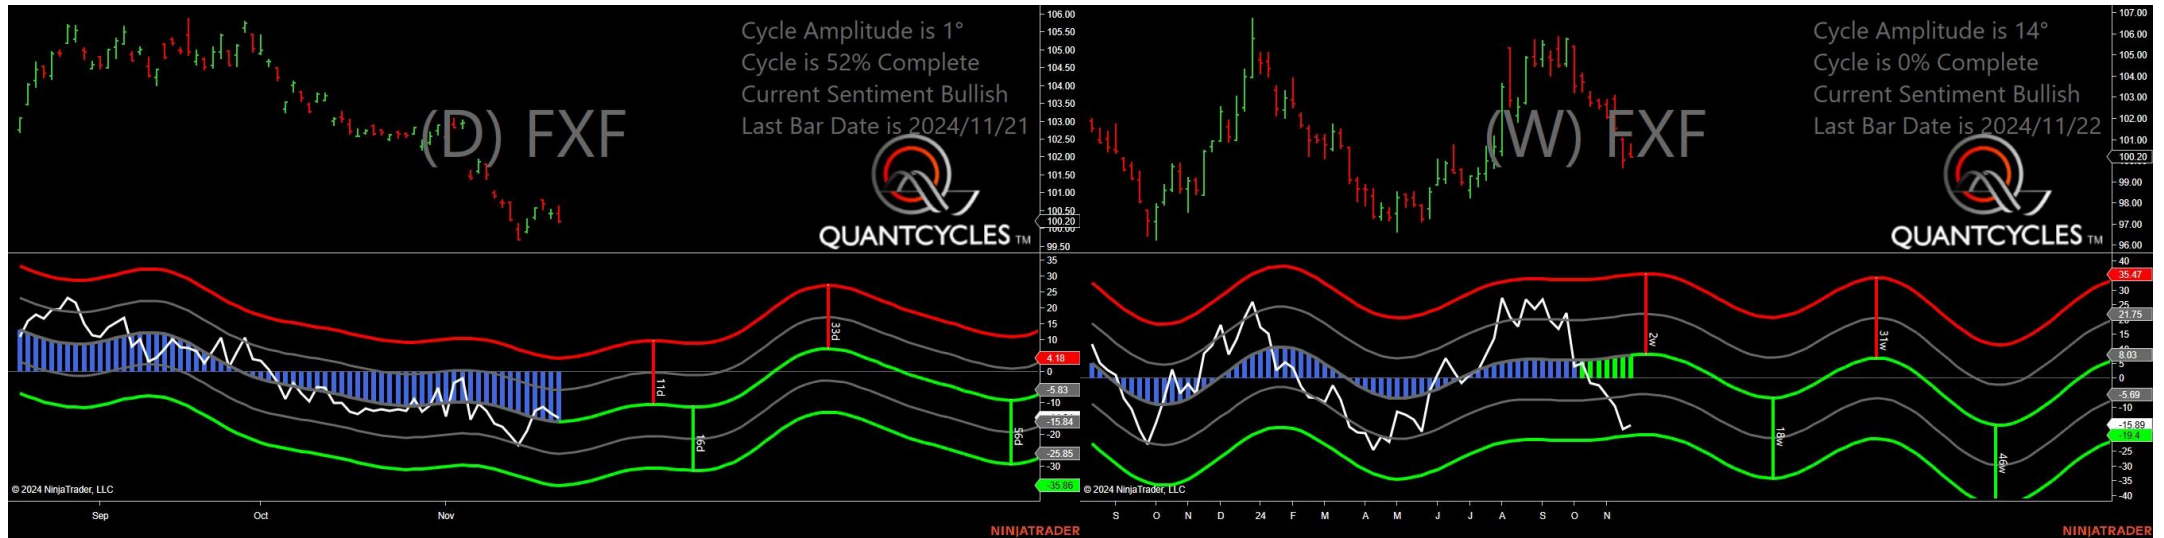 Cycle Amplitude is 1°
Cycle is 52% Complete
Current Sentiment Bullish
Last Bar Date is 2024/11/21
(D) FXF
QUANTCYCLES TM
106.00
105.50
105.00
104.50
104.00
103.50
103.00
102.50
102.00
101.50
101.00
100.50
100.20
100.00
99.50
35
30
25
20
15
10
4.18
0
-5.83
-10
-15.84
-20
-25.85
-30
-35.86
11d
16d
33d
56d
© 2024 NinjaTrader, LLC
Sep
Oct
Nov
NINJATRADER
Cycle Amplitude is 14°
Cycle is 0% Complete
Current Sentiment Bullish
Last Bar Date is 2024/11/22
(W) FXF
QUANTCYCLES TM
107.00
106.00
105.00
104.00
103.00
102.00
101.00
100.20
99.00
98.00
97.00
96.00
40
35.47
30
21.75
15
10
8.03
5
0
-5.69
-10
-15.89
-19.4
-25
-30
-35
-40
2w
18w
31w
46w
© 2024 NinjaTrader, LLC
S
O
N
D
24
F
M
A
M
J
J
A
S
O
N
NINJATRADER